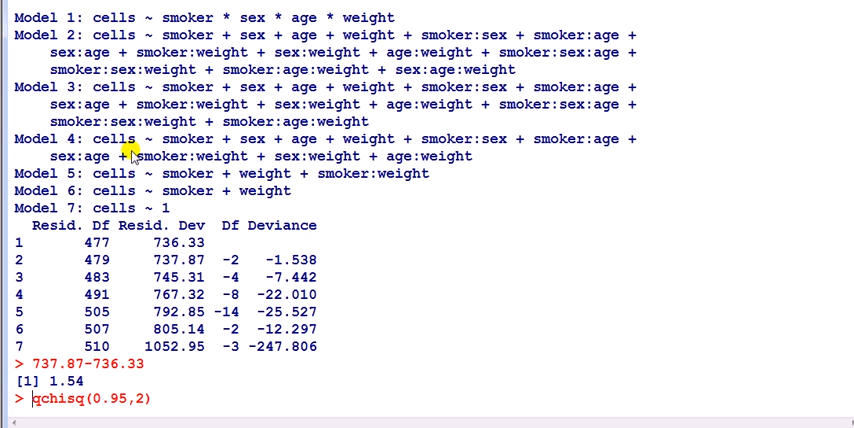 Model 1: cells ~ smoker * sex * age * weight
Model 2: cells ~ smoker + sex + age + weight + smoker:sex + smoker:age +
sex:age + smoker:weight + sex:weight + age:weight + smoker:sex:age +
smoker:sex:weight + smoker:age:weight + sex:age:weight
Model 3: cells ~ smoker + sex + age + weight + smoker:sex + smoker:age +
sex:age + smoker:weight + sex:weight + age:weight + smoker:sex:age +
smoker:sex:weight + smoker:age:weight
Model 4: cells ~ smoker + sex + age + weight + smoker:sex + smoker:age +
sex:age + smoker:weight + sex:weight + age:weight
Model 5: cells ~ smoker + weight + smoker:weight
Model 6: cells ~ smoker + weight
Model 7: cells ~ 1
Resid. Df Resid. Dev Df Deviance
1 477 736.33
2 479 737.87 -2 -1.538
3 483 745.31 -4 -7.442
4 491 767.32 -8 -22.010
5 505 792.85 -14 -25.527
6 507 805.14 -2 -12.297
7 510 1052.95 -3 -247.806
> 737.87-736.33
[1] 1.54
> qchisq(0.95,2)